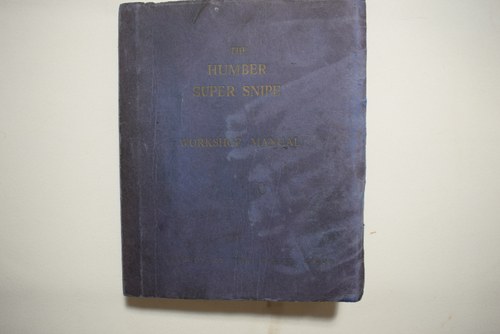 THE
HUMBER
SUPER SNIPE
WORKSHOP MANUAL